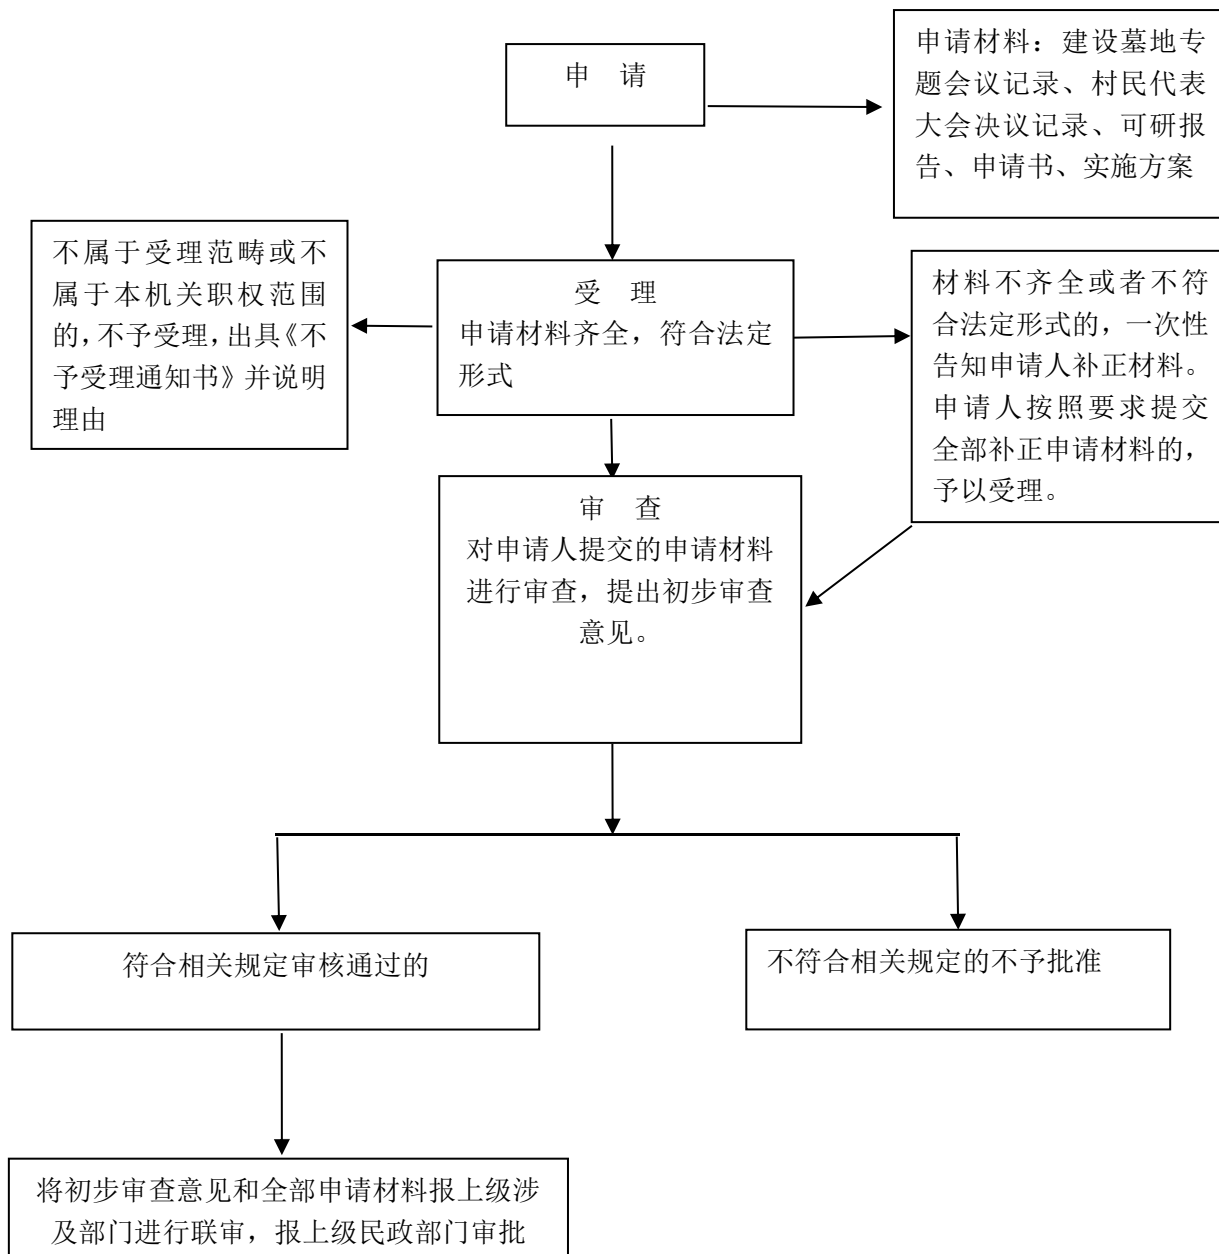 申 请
申请材料：建设墓地专
题会议记录、村民代表
大会决议记录、可研报
告、申请书、实施方案
不属于受理范畴或不
属于本机关职权范围
的，不予受理，出具《不
予受理通知书》并说明
理由
受 理
申请材料齐全，符合法定
形式
材料不齐全或者不符
合法定形式的，一次性
告知申请人补正材料。
申请人按照要求提交
全部补正申请材料的，
予以受理。
审 查
对申请人提交的申请材料
进行审查，提出初步审查
意见。
符合相关规定审核通过的
不符合相关规定的不予批准
将初步审查意见和全部申请材料报上级涉
及部门进行联审，报上级民政部门审批